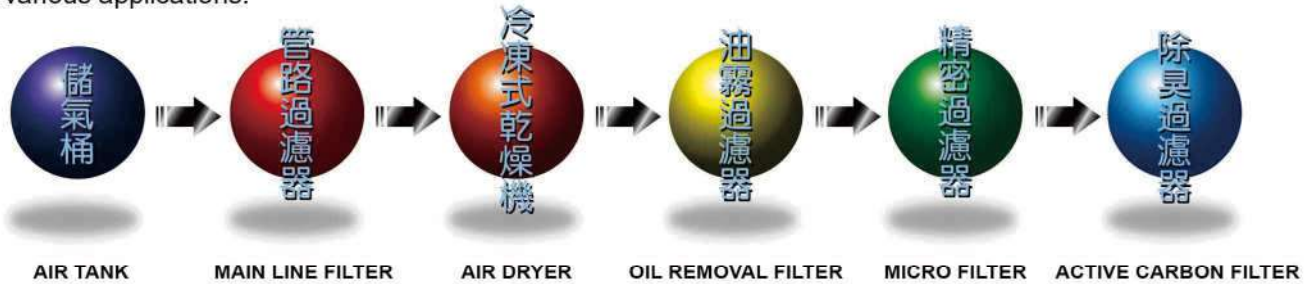 various applications.
儲氣桶
管路過濾器
冷凍式乾燥機
油霧過濾器
精密過濾器
除臭過濾器
AIR TANK
MAIN LINE FILTER
AIR DRYER
OIL REMOVAL FILTER
MICRO FILTER
ACTIVE CARBON FILTER